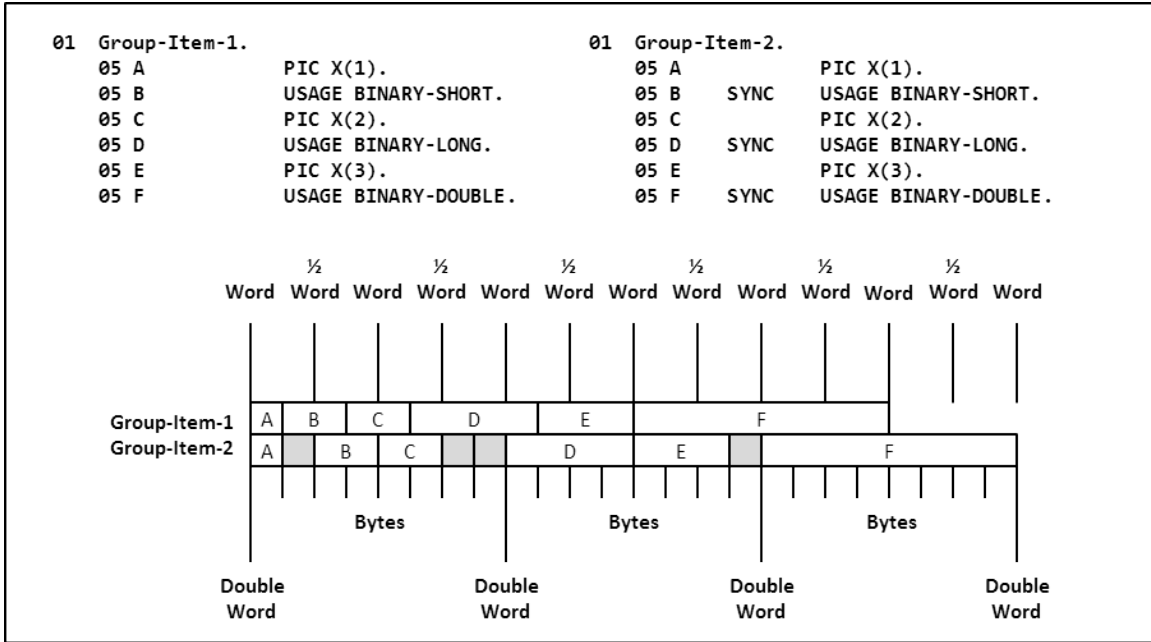 01  Group-Item-1.
    05 A            PIC X(1).
    05 B            USAGE BINARY-SHORT.
    05 C            PIC X(2).
    05 D            USAGE BINARY-LONG.
    05 E            PIC X(3).
    05 F            USAGE BINARY-DOUBLE.
01  Group-Item-2.
    05 A            PIC X(1).
    05 B    SYNC    USAGE BINARY-SHORT.
    05 C            PIC X(2).
    05 D    SYNC    USAGE BINARY-LONG.
    05 E            PIC X(3).
    05 F    SYNC    USAGE BINARY-DOUBLE.
½ ½ ½ ½ ½ ½
Word Word Word Word Word Word Word Word Word Word Word Word Word
Group-Item-1 A B C D E F
Group-Item-2 A B C D E F
Bytes Bytes Bytes
Double Double Double Double
Word Word Word Word